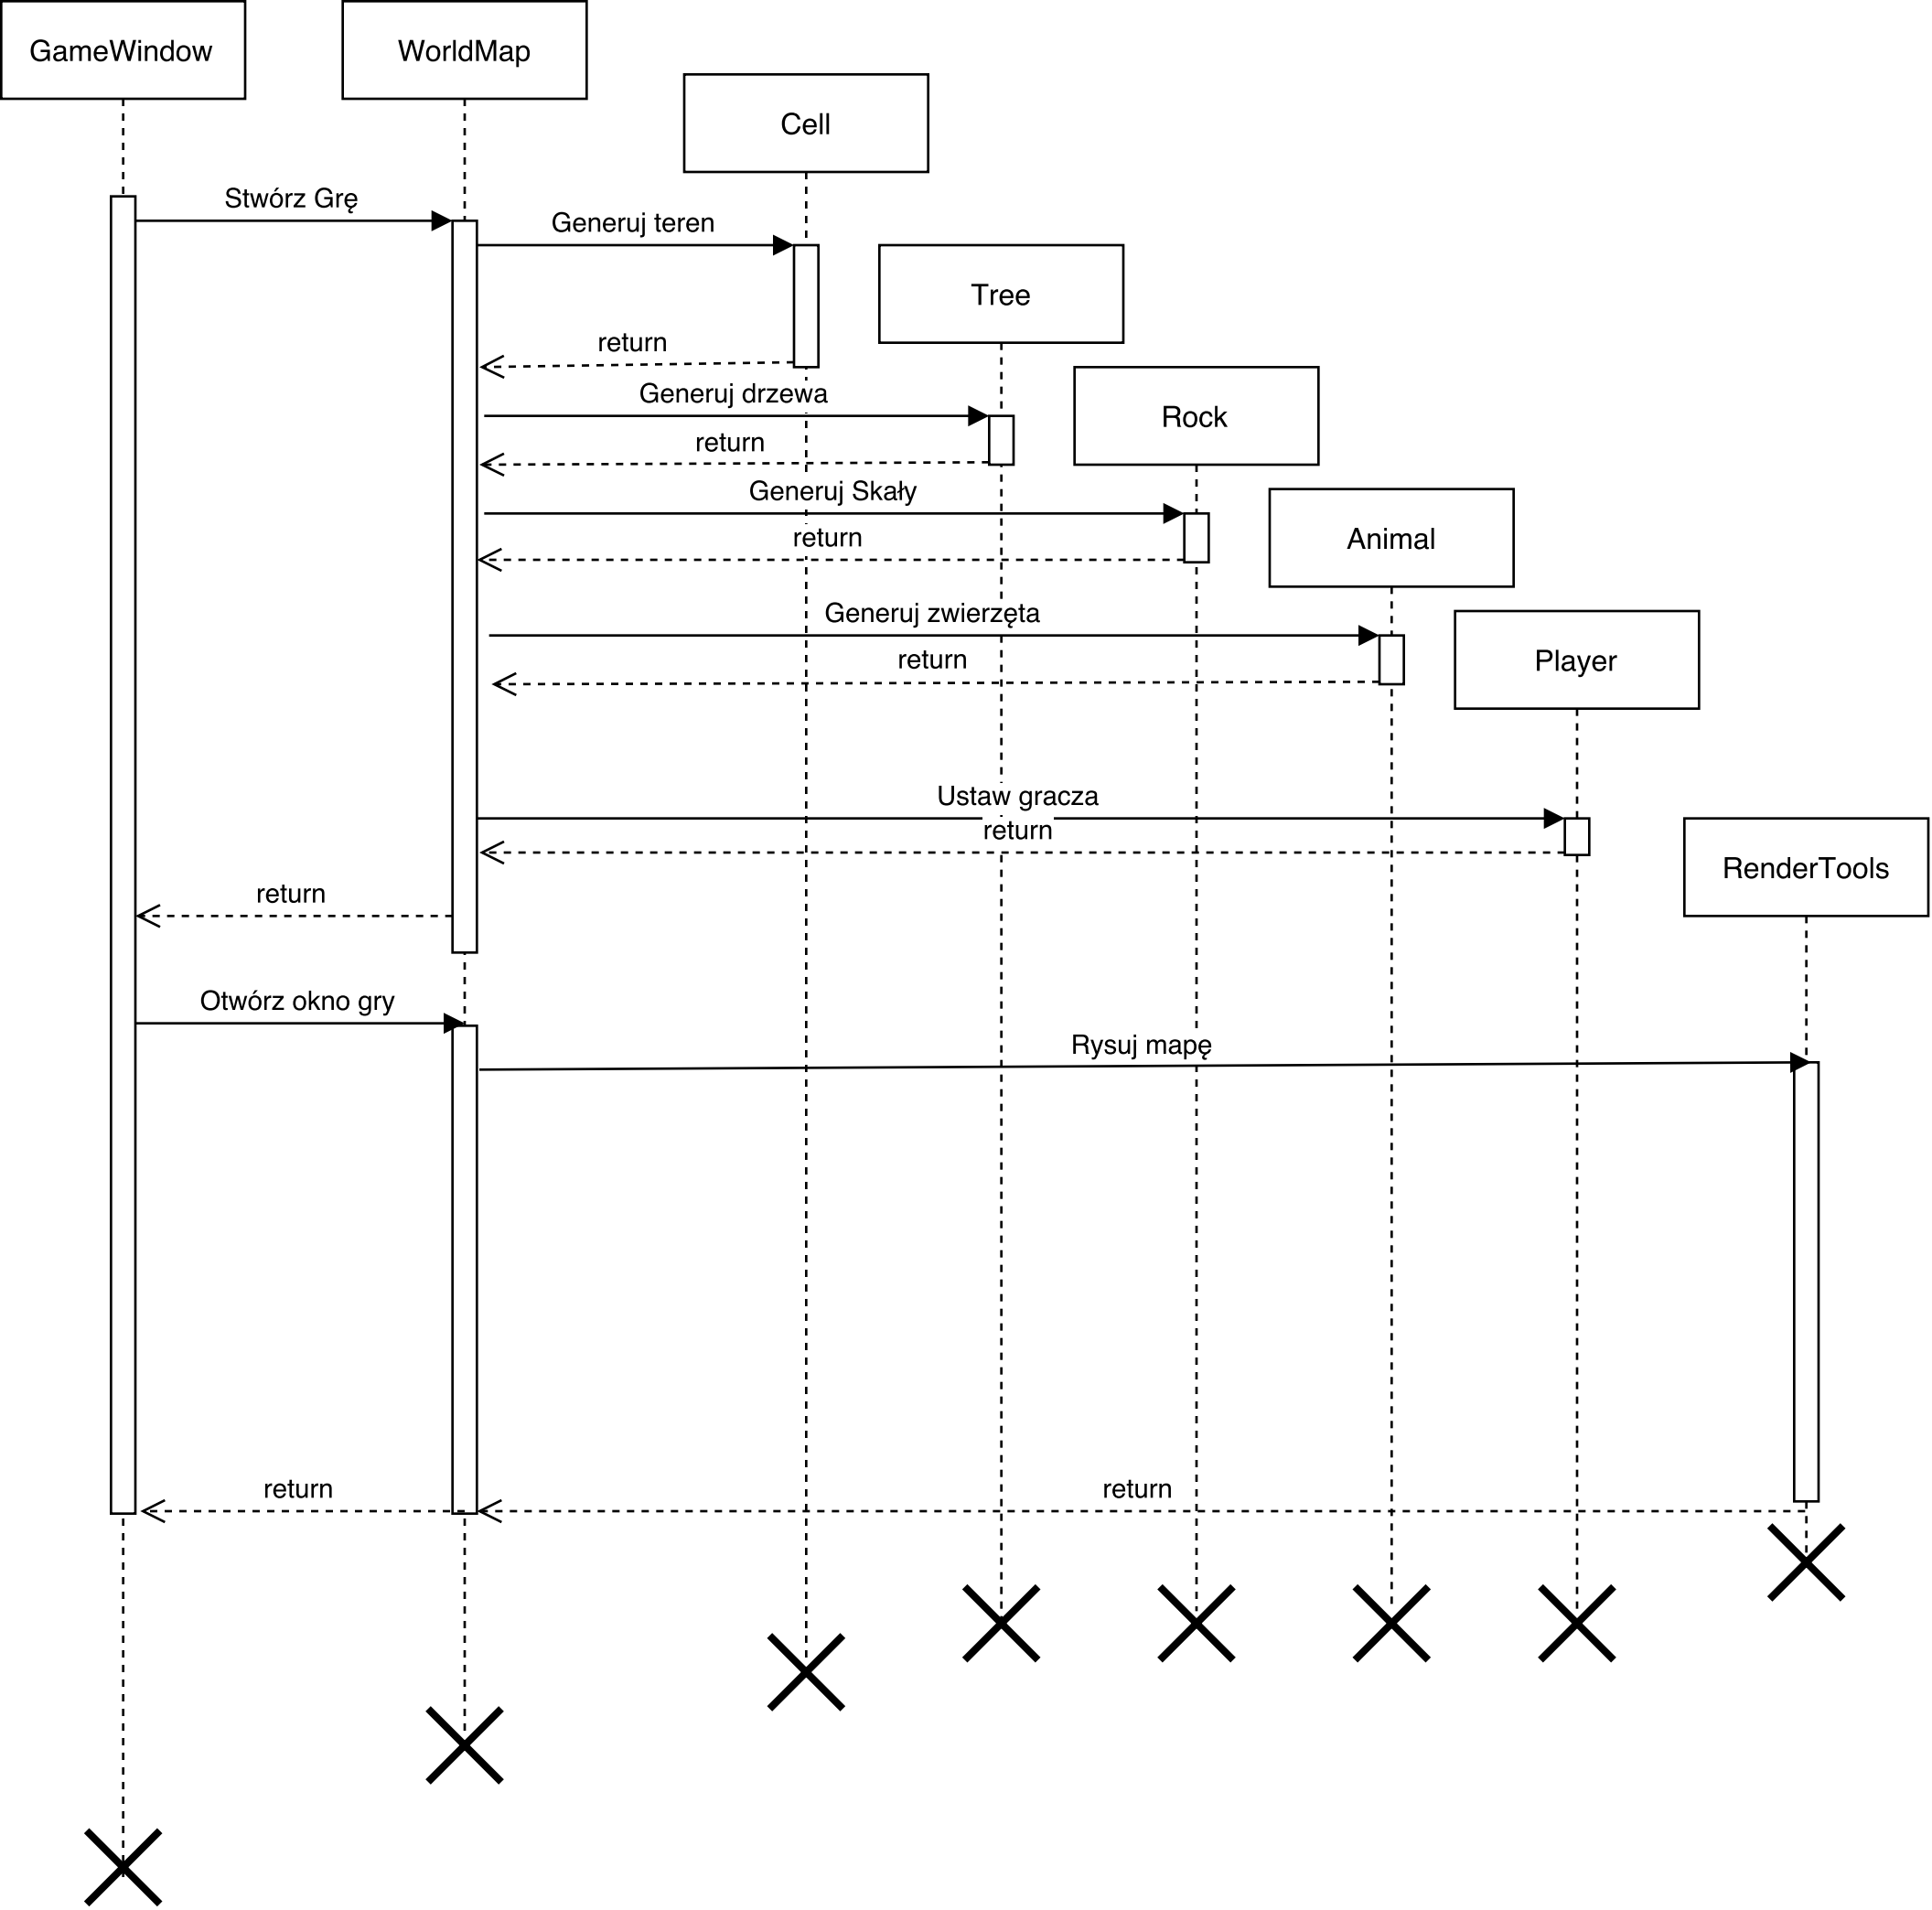 GameWindow
WorldMap
Cell
Stwórz Grę
Generuj teren
Tree
return
Generuj drzewa
Rock
return
Generuj Skały
return
Animal
Generuj zwierzęta
return
Player
Ustaw gracza
return
RenderTools
return
Otwórz okno gry
Rysuj mapę
return
return